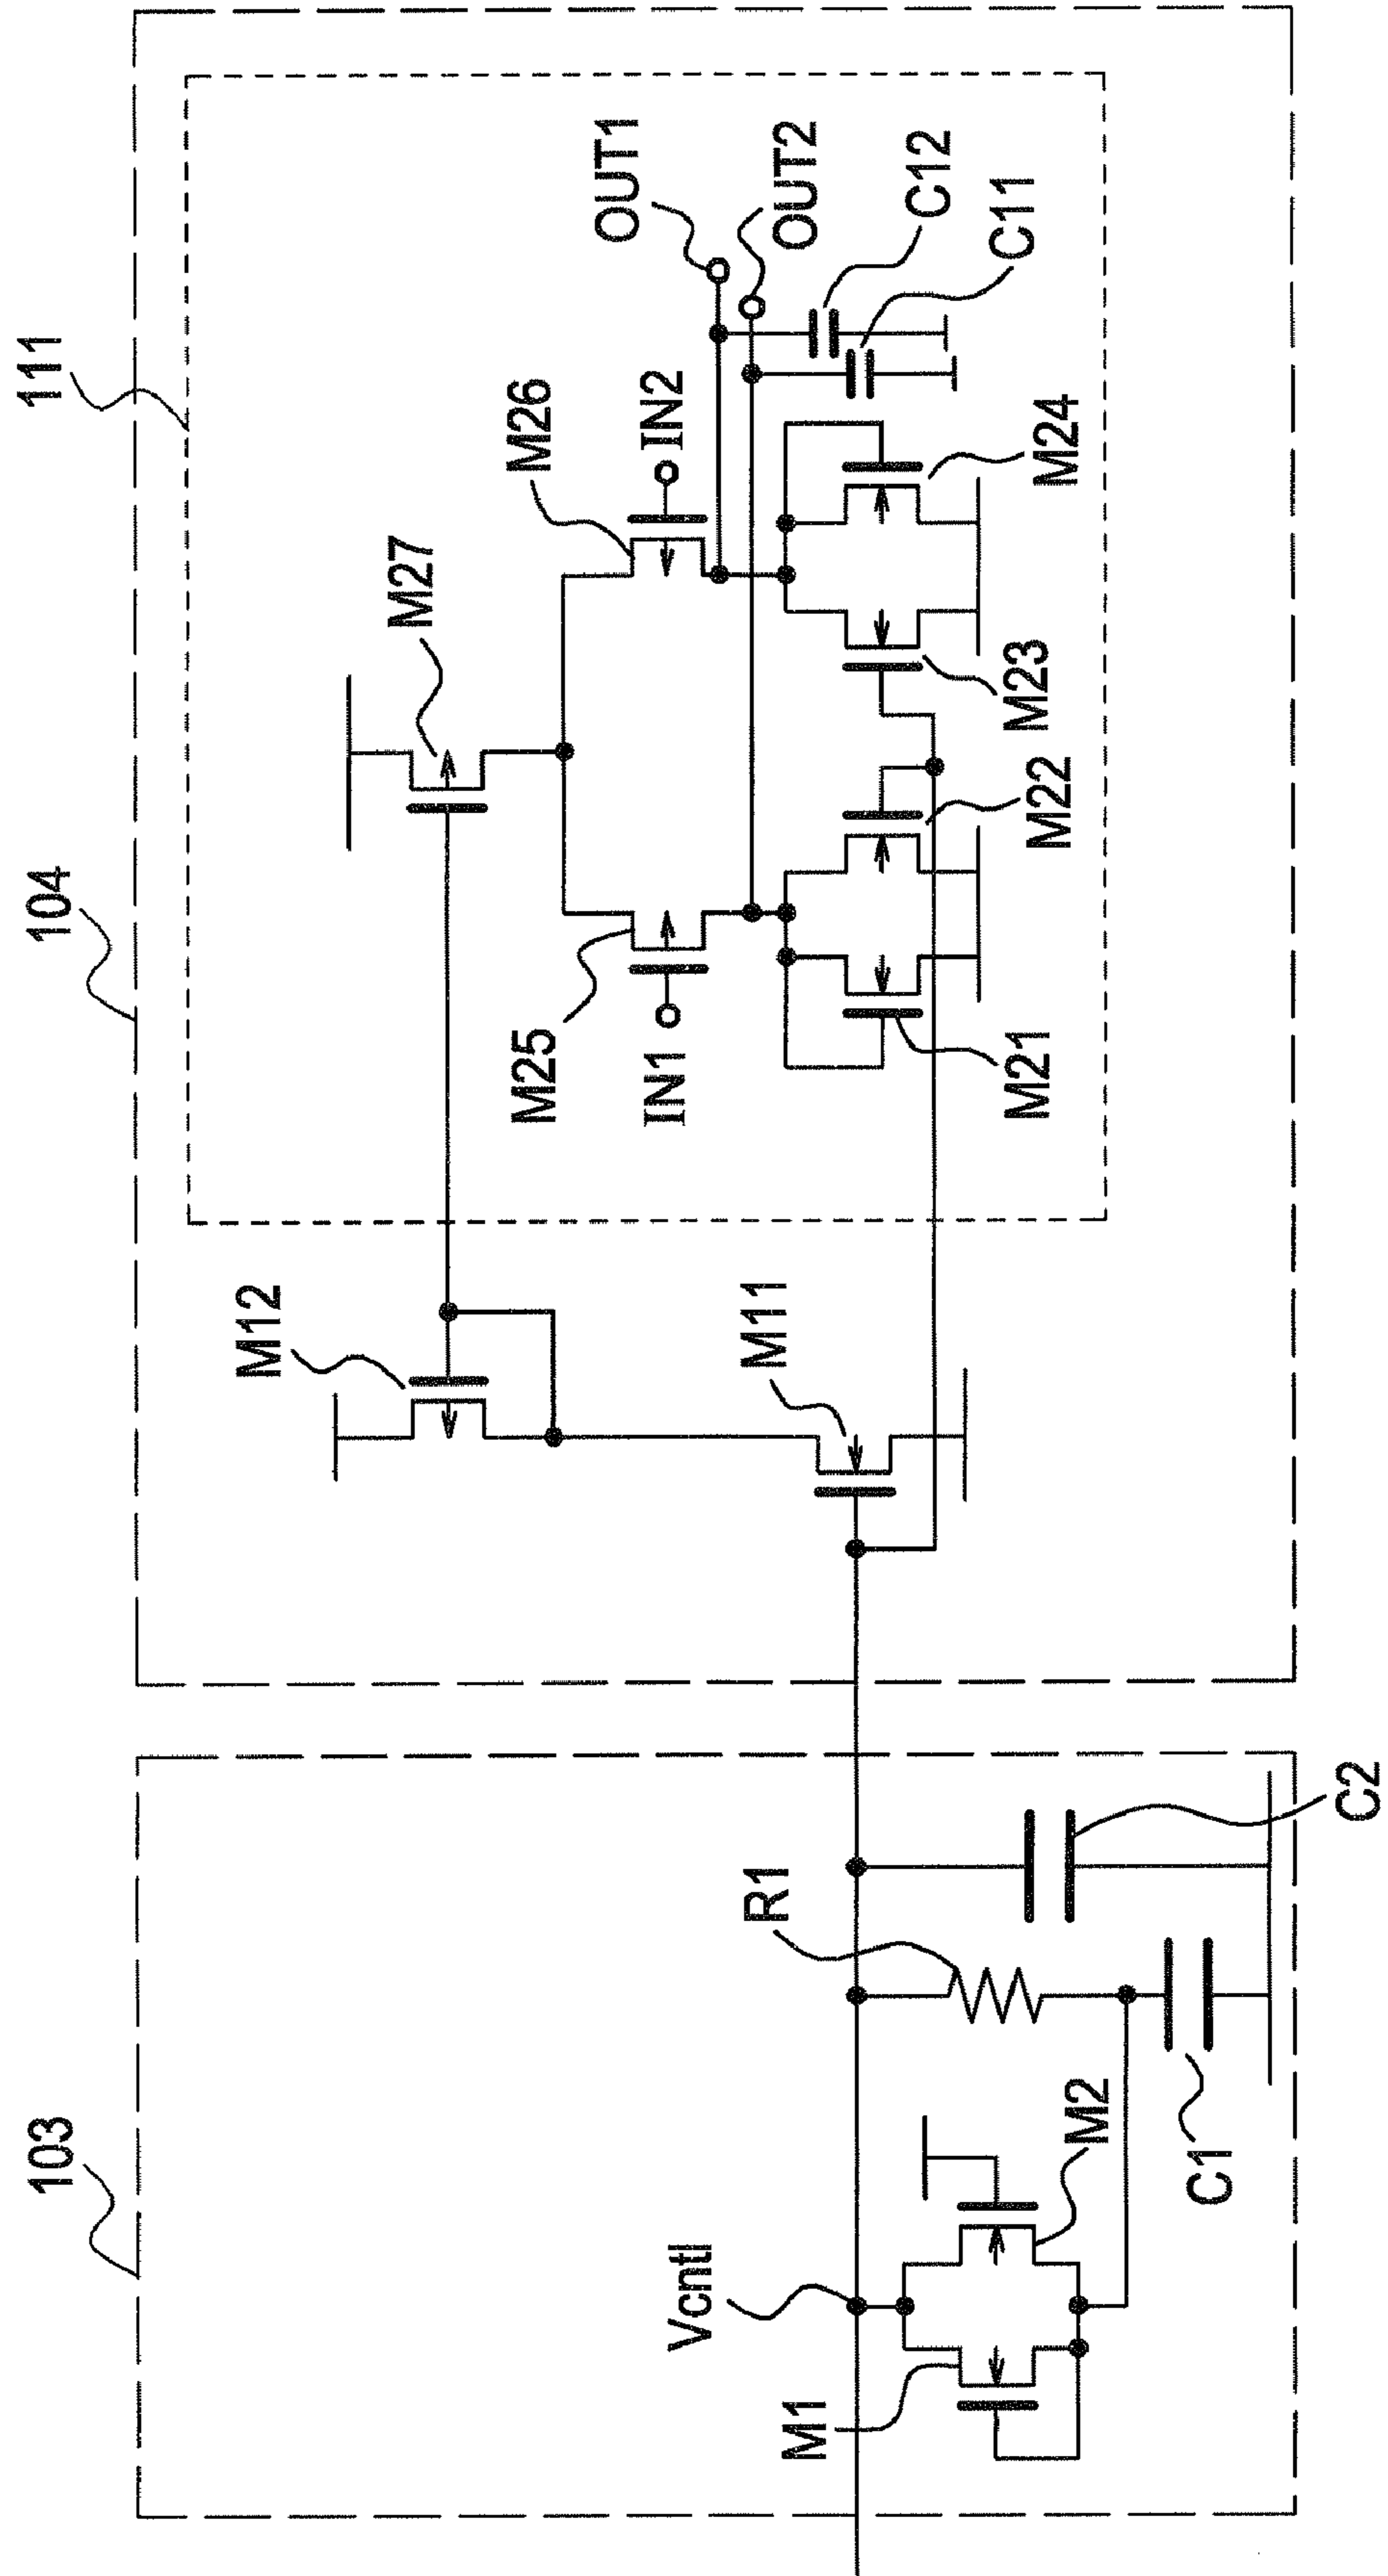 111
104
103
OUT1
OUT2
C12
C11
M26
IN2
M27
M24
M23
M25
IN1
M22
M21
M12
M11
R1
C2
Vcntl
M2
C1
M1